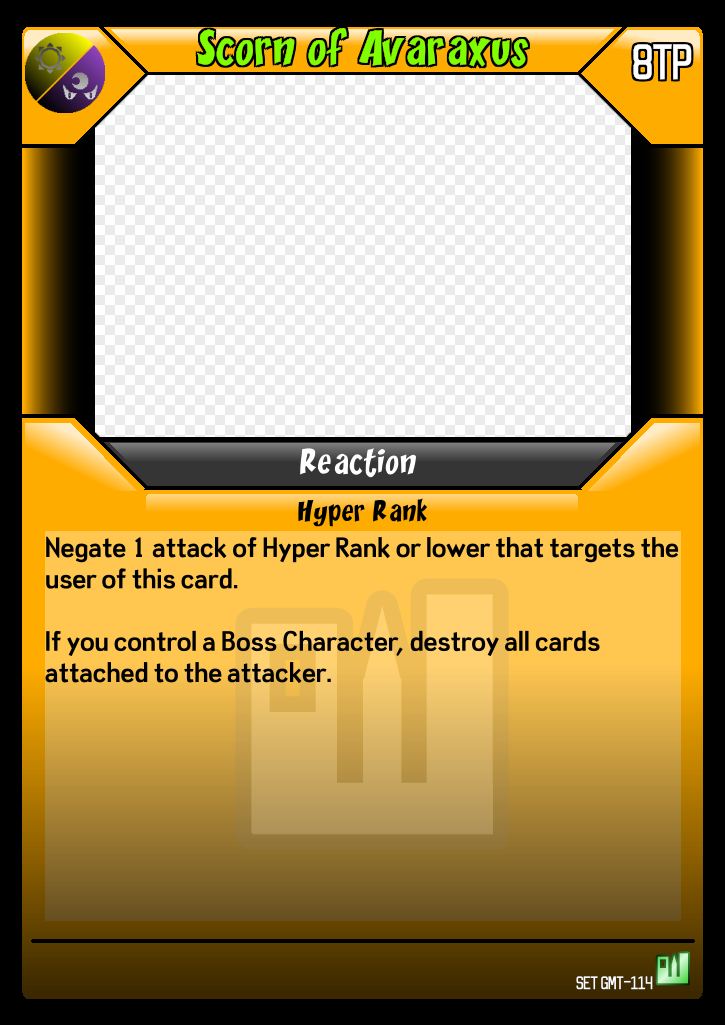 Scorn of Avaraxus
8TP
Reaction
Hyper Rank
Negate 1 attack of Hyper Rank or lower that targets the
user of this card.
If you control a Boss Character, destroy all cards
attached to the attacker.
SET GMT-114